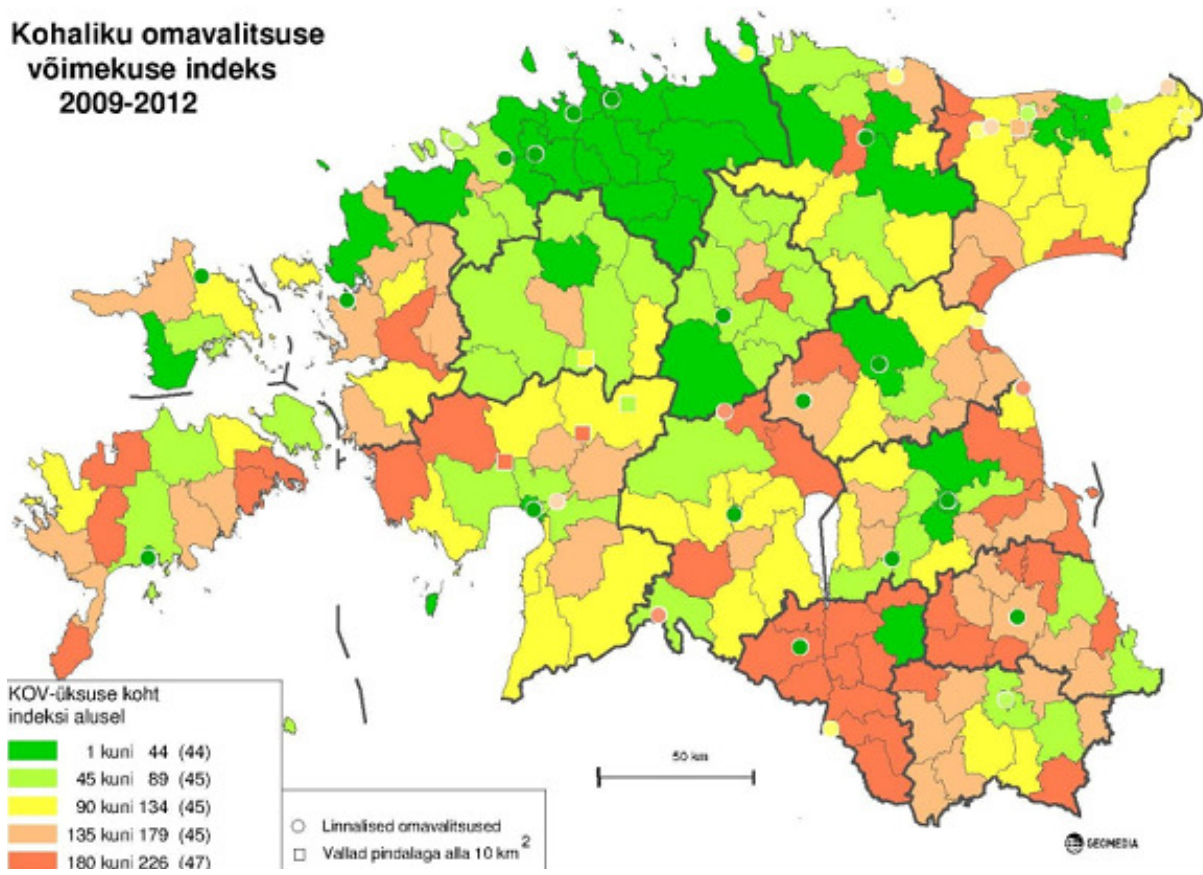 Kohaliku omavalitsuse
võimekuse indeks
2009-2012
KOV-üksuse koht
indeksi alusel
1 kuni 44 (44)
45 kuni 89 (45)
90 kuni 134 (45)
135 kuni 179 (45)
180 kuni 226 (47)
Linnalised omavalitsused
Vallad pindalaga alla 10 km²
50 km
GEOMEDIA